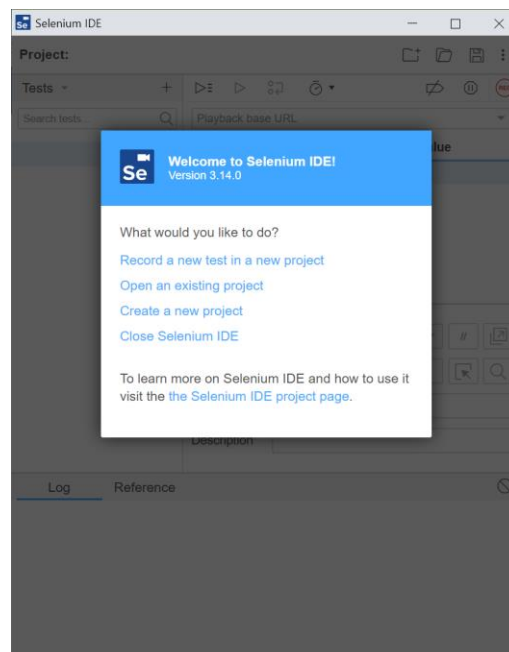 Se Selenium IDE
Project:
Tests
Search tests...
Playback base URL
lue
Se
Welcome to Selenium IDE!
Version 3.14.0
What would you like to do?
Record a new test in a new project
Open an existing project
Create a new project
Close Selenium IDE
To learn more on Selenium IDE and how to use it
visit the the Selenium IDE project page.
//
Description
Log Reference